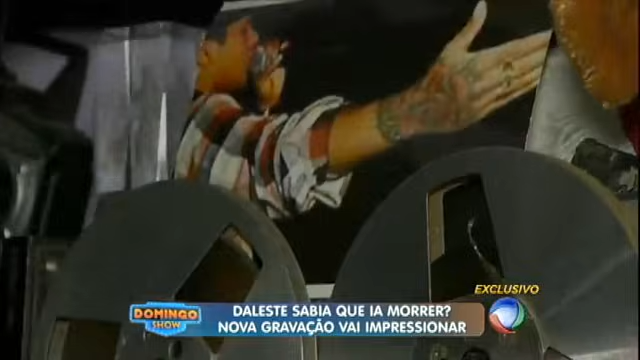 EXCLUSIVO
DOMINGO
SHOW
DALESTE SABIA QUE IA MORRER?
NOVA GRAVAÇÃO VAI IMPRESSIONAR